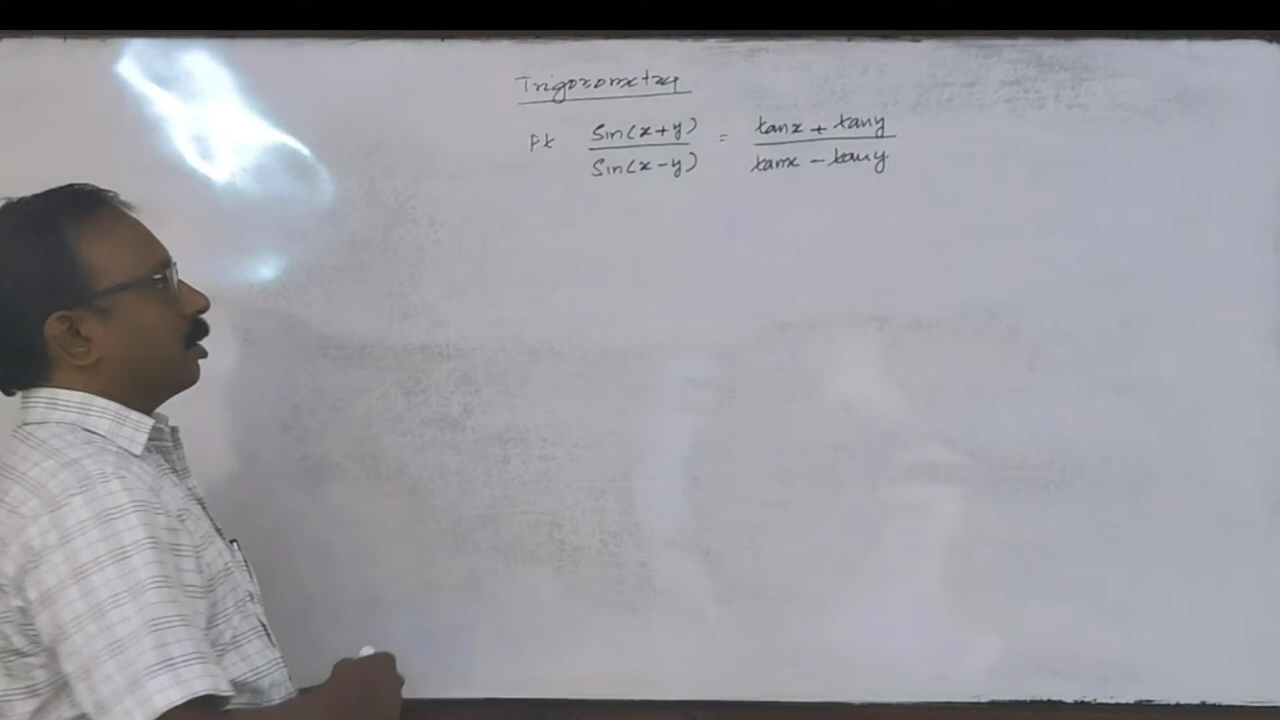 Trigonometry
Pt Sin(x+y) / Sin(x-y) = tanx + tany / tanx - tany